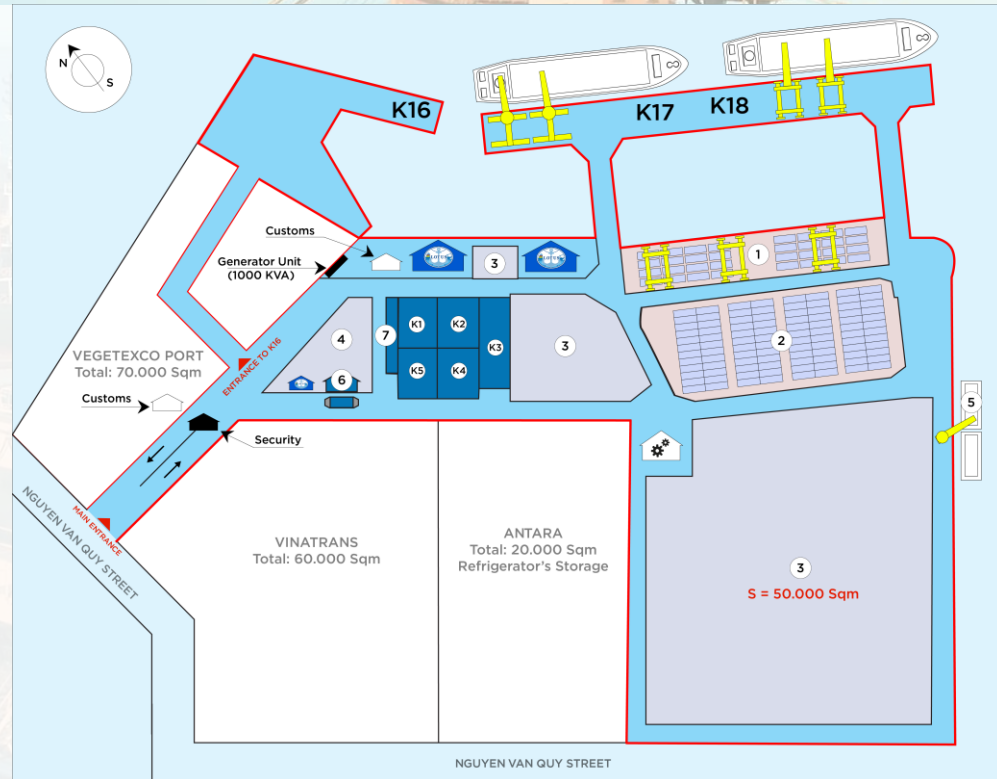 N
S
K16
K17
K18
Customs
Generator Unit
(1000 KVA)
LOTUS
3
1
2
4
7
K1
K2
K3
K5
K4
3
6
5
VEGETEXCO PORT
Total: 70.000 Sqm
ENTRANCE TO K16
Customs
Security
MAIN ENTRANCE
NGUYEN VAN QUY STREET
VINATRANS
Total: 60.000 Sqm
ANTARA
Total: 20.000 Sqm
Refrigerator's Storage
3
S = 50.000 Sqm
NGUYEN VAN QUY STREET